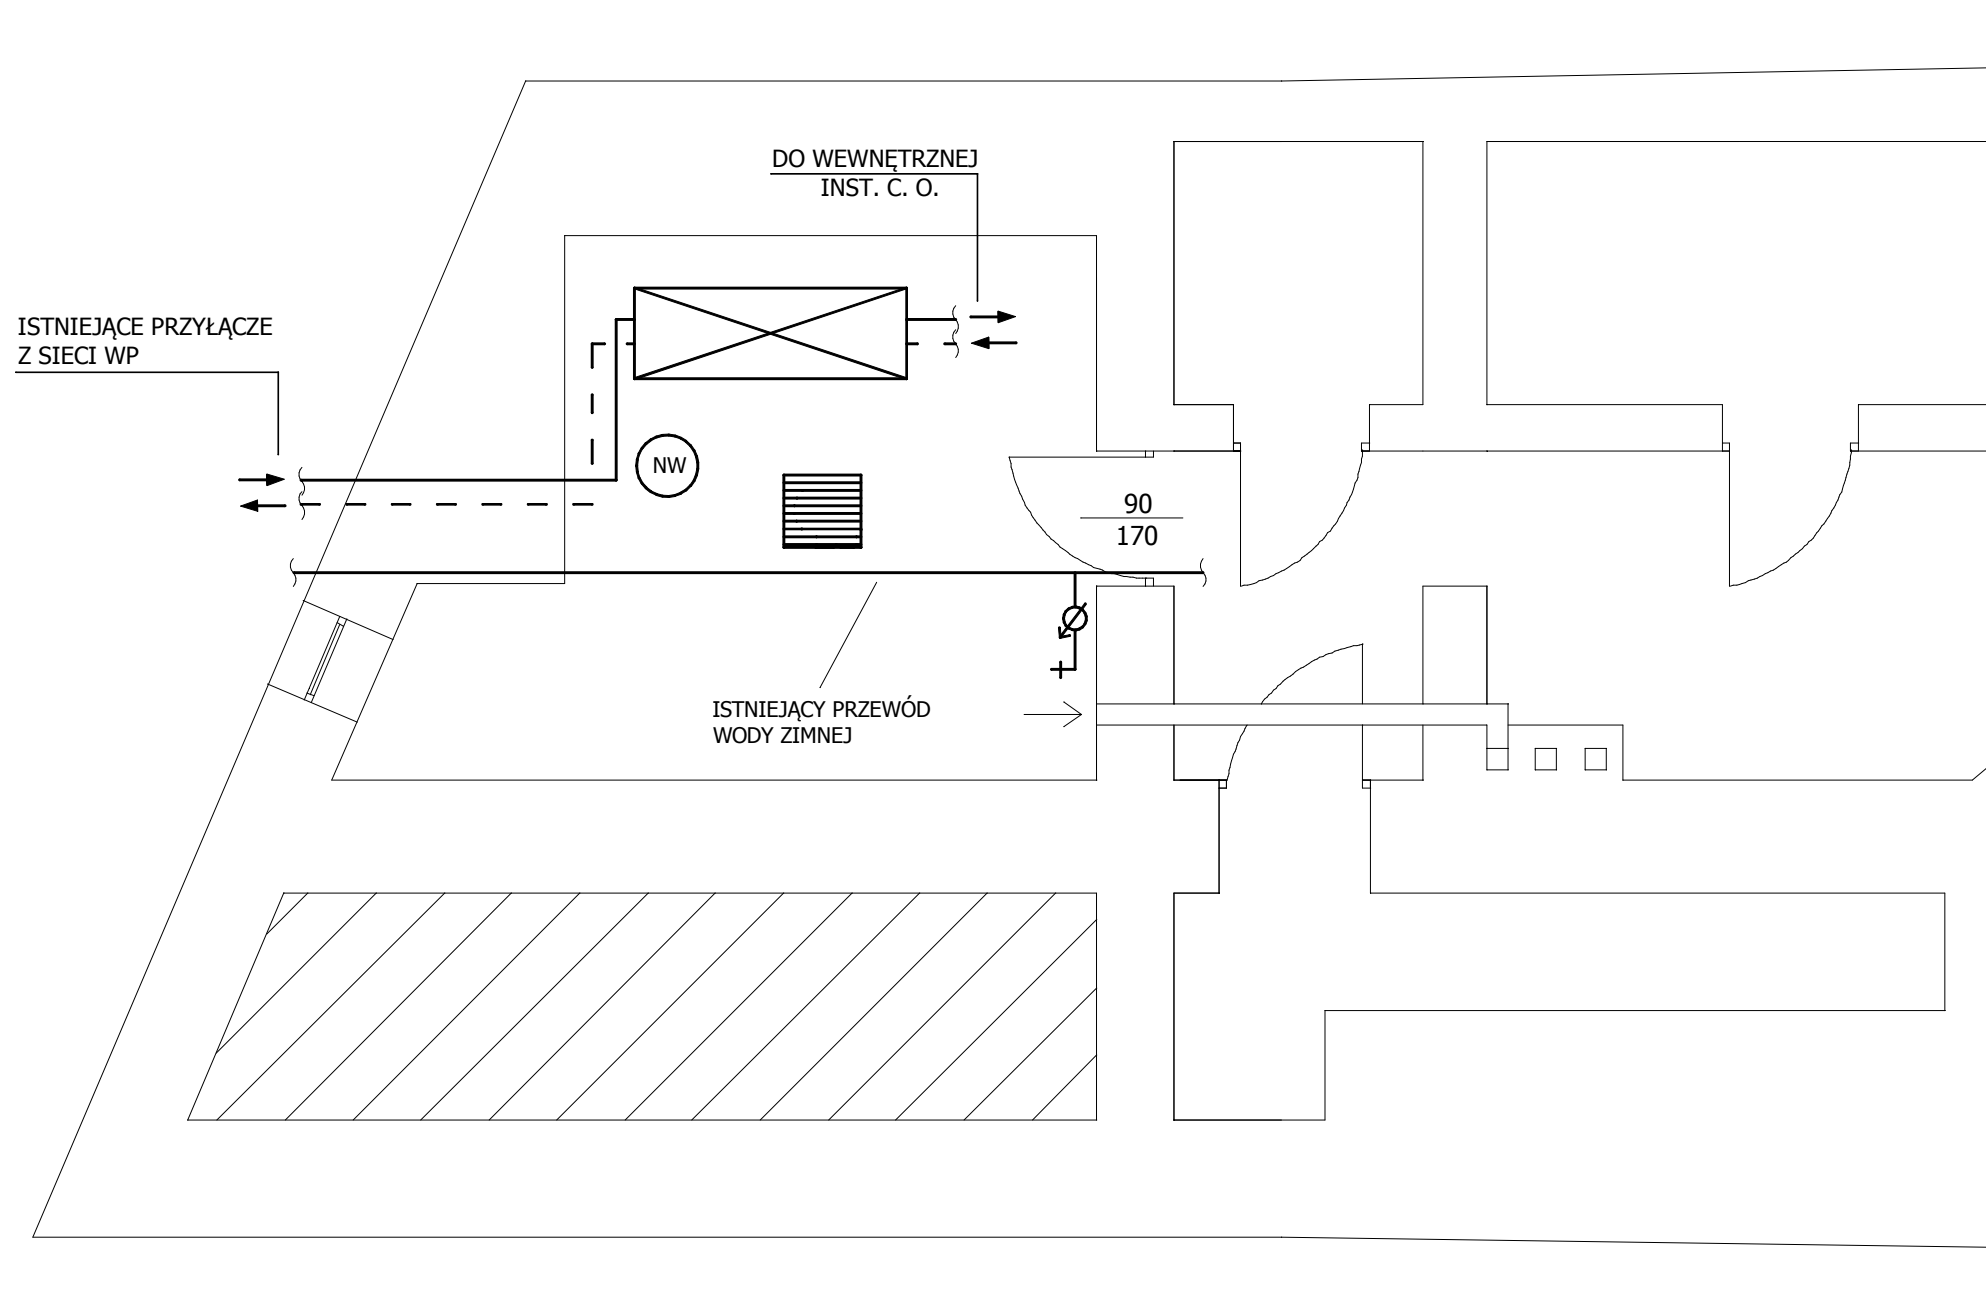 DO WEWNĘTRZNEJ
INST. C. O.
ISTNIEJĄCE PRZYŁĄCZE
Z SIECI WP
NW
90
170
ISTNIEJĄCY PRZEWÓD
WODY ZIMNEJ